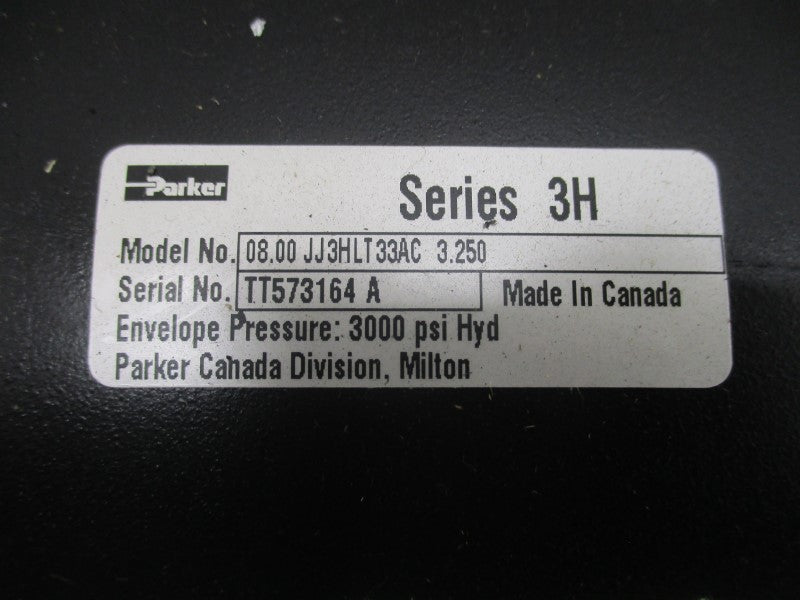 Parker
Series 3H
Model No. 08.00 JJ3HLT33AC 3.250
Serial No. TT573164 A Made In Canada
Envelope Pressure: 3000 psi Hyd
Parker Canada Division, Milton